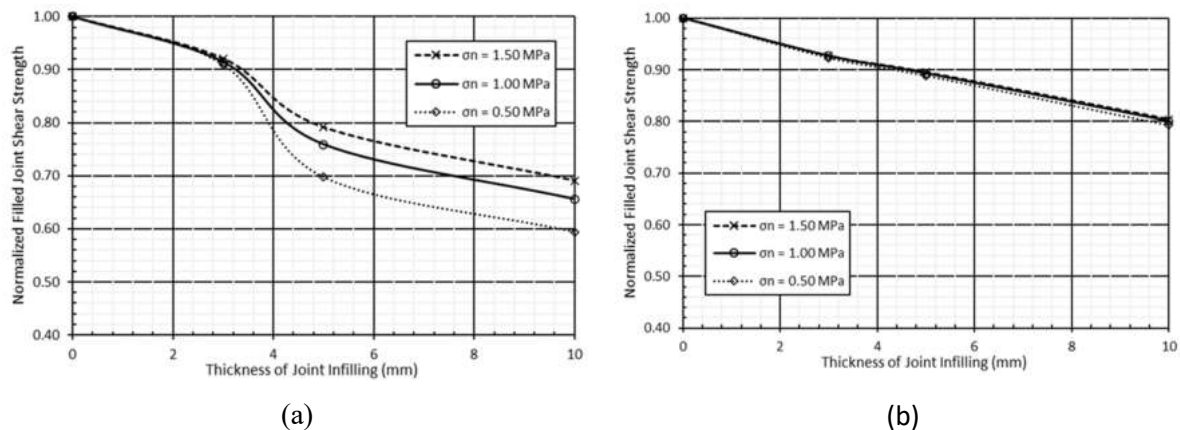 1.00
0.90
0.80
0.70
0.60
0.50
0.40
Normalized Filled Joint Shear Strength
σn = 1.50 MPa
σn = 1.00 MPa
σn = 0.50 MPa
0 2 4 6 8 10
Thickness of Joint Infilling (mm)
(a)
1.00
0.90
0.80
0.70
0.60
0.50
0.40
Normalized Filled Joint Shear Strength
σn = 1.50 MPa
σn = 1.00 MPa
σn = 0.50 MPa
0 2 4 6 8 10
Thickness of Joint Infilling (mm)
(b)